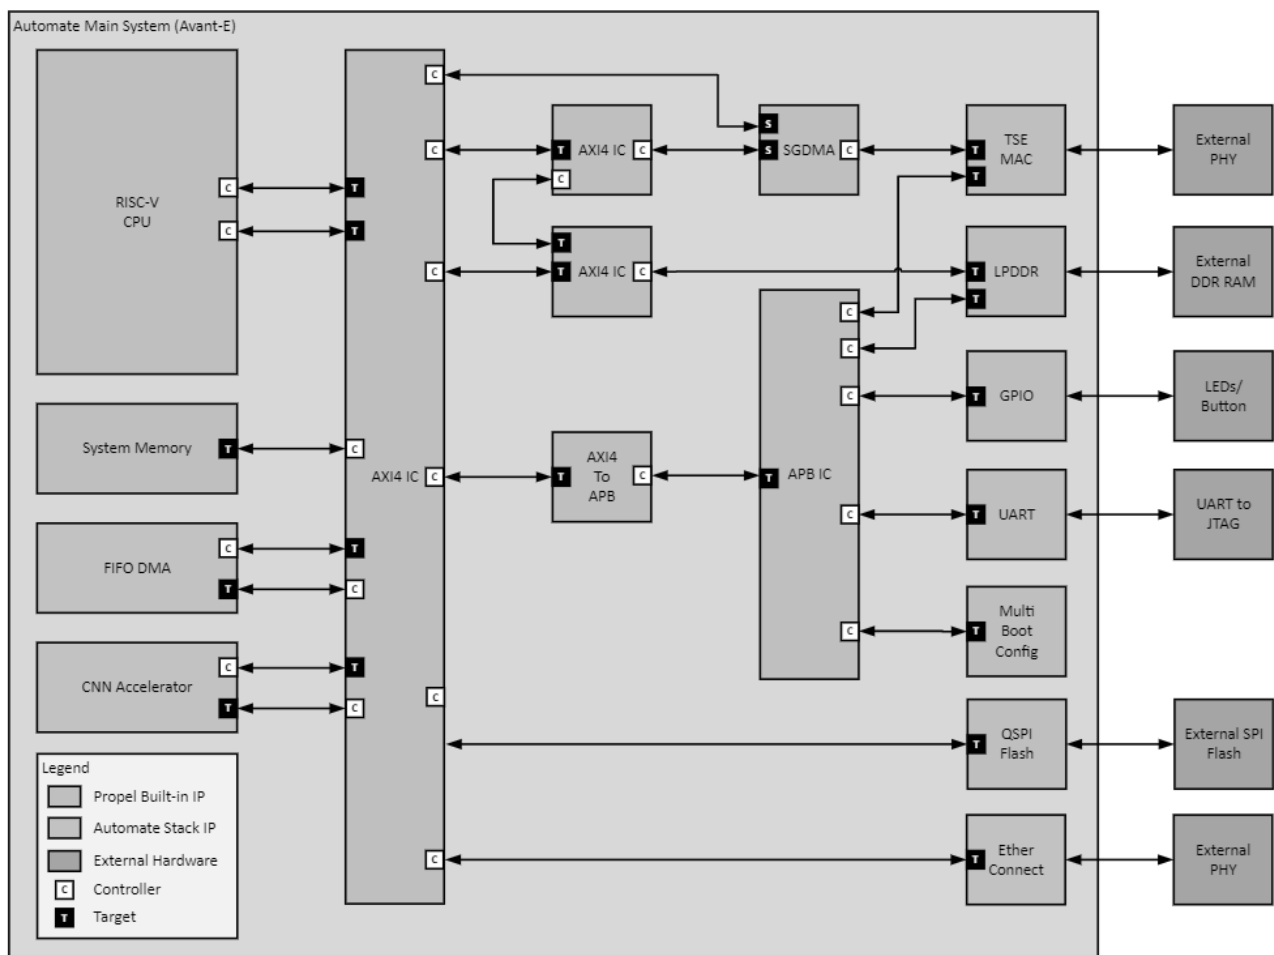 Automate Main System (Avant-E)
C
C
T
AXI4 IC
C
C
S
S
SGDMA
C
T
T
TSE
MAC
External
PHY
RISC-V
CPU
C
C
T
T
C
T
T
AXI4 IC
C
T
T
LPDDR
External
DDR RAM
C
C
C
T
GPIO
LEDs/
Button
System Memory
T
C
AXI4 IC
C
T
AXI4
To
APB
C
T
APB IC
C
T
UART
UART to
JTAG
FIFO DMA
C
T
T
C
C
T
Multi
Boot
Config
CNN Accelerator
C
T
T
C
C
T
QSPI
Flash
External SPI
Flash
C
T
Ether
Connect
External
PHY
Legend
Propel Built-in IP
Automate Stack IP
External Hardware
C
Controller
T
Target